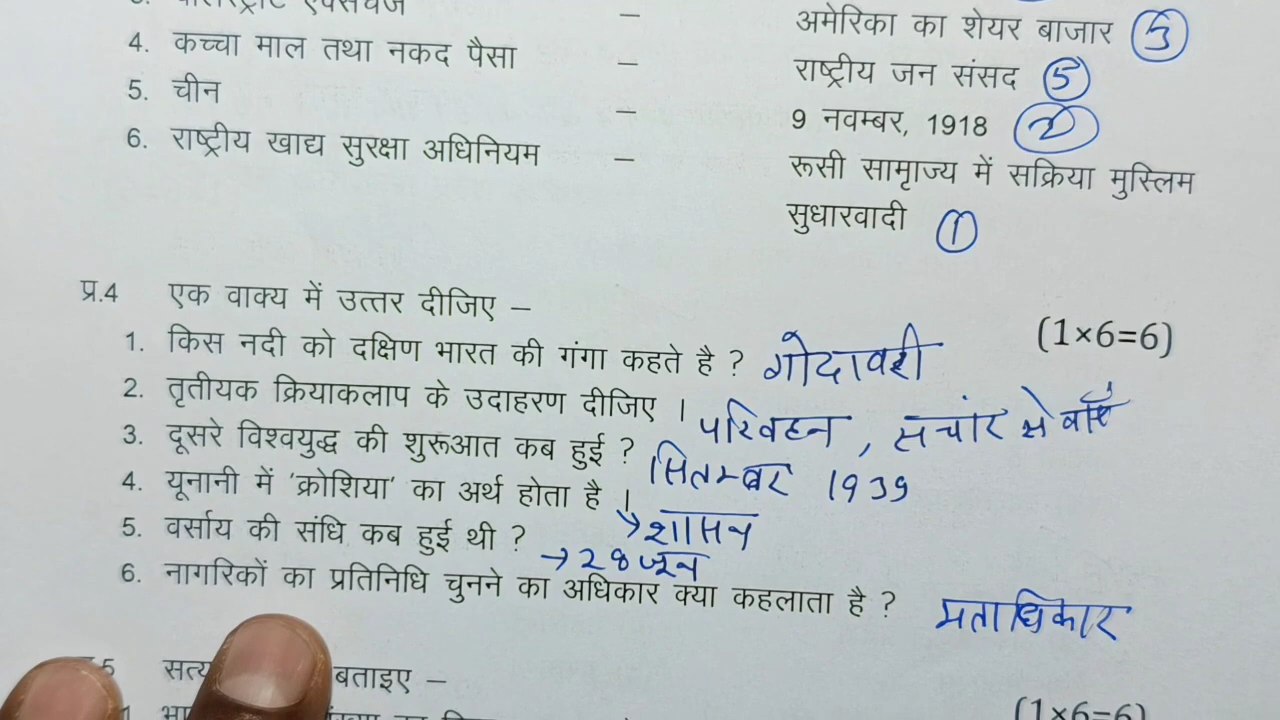 अमेरिका का शेयर बाजार 5
4. कच्चा माल तथा नकद पैसा – राष्ट्रीय जन संसद 5
5. चीन – 9 नवम्बर, 1918 2
6. राष्ट्रीय खाद्य सुरक्षा अधिनियम – रूसी सामृाज्य में सक्रिया मुस्लिम
सुधारवादी 1
प्र.4 एक वाक्य में उत्तर दीजिए – (1×6=6)
1. किस नदी को दक्षिण भारत की गंगा कहते है ? गोदावरी
2. तृतीयक क्रियाकलाप के उदाहरण दीजिए । परिवहन, संचार सेवाएँ
3. दूसरे विश्वयुद्ध की शुरूआत कब हुई ? सितम्बर 1939
4. यूनानी में 'क्रोशिया' का अर्थ होता है । → शासन
5. वर्साय की संधि कब हुई थी ? → 28 जून
6. नागरिकों का प्रतिनिधि चुनने का अधिकार क्या कहलाता है ? मताधिकार
सत्य बताइए –
(1×6=6)